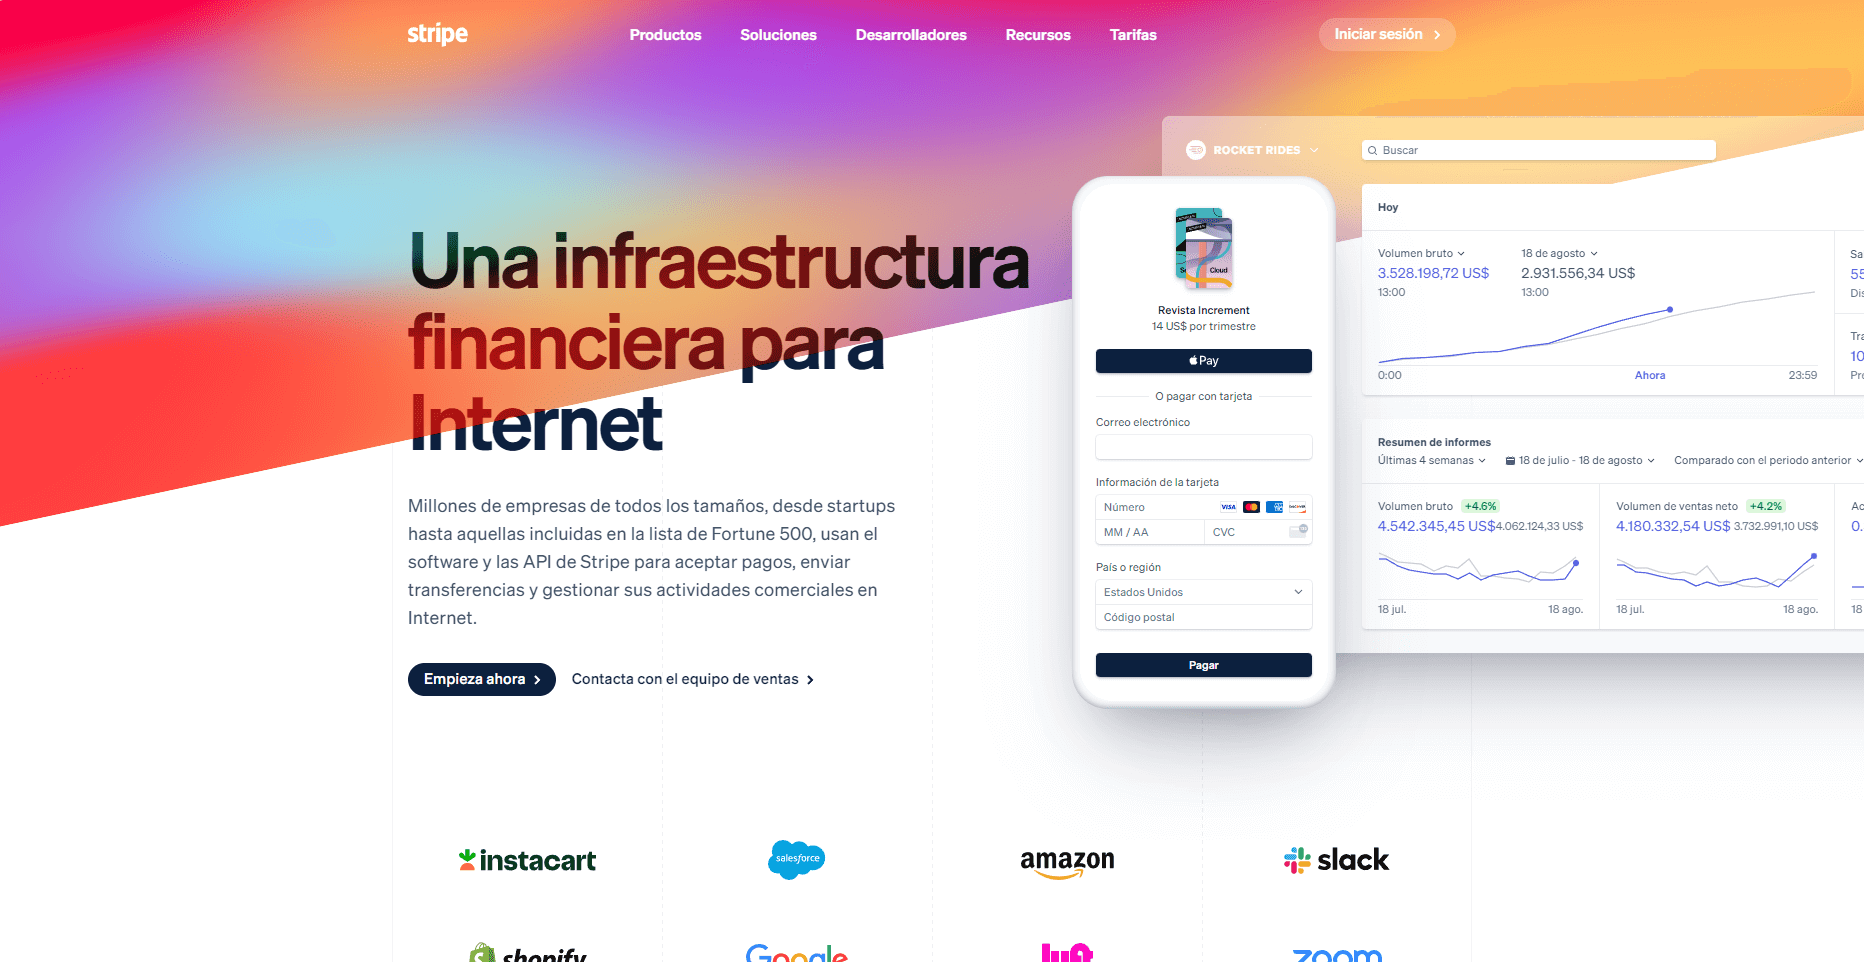 stripe
Productos
Soluciones
Desarrolladores
Recursos
Tarifas
Iniciar sesión
Una infraestructura
financiera para
Internet
Millones de empresas de todos los tamaños, desde startups
hasta aquellas incluidas en la lista de Fortune 500, usan el
software y las API de Stripe para aceptar pagos, enviar
transferencias y gestionar sus actividades comerciales en
Internet.
Empieza ahora
Contacta con el equipo de ventas
Cloud
Revista Increment
14 US$ por trimestre
Pay
O pagar con tarjeta
Correo electrónico
Información de la tarjeta
Número
VISA
MM / AA
CVC
País o región
Estados Unidos
Código postal
Pagar
ROCKET RIDES
Buscar
Hoy
Volumen bruto
3.528.198,72 US$
13:00
18 de agosto
2.931.556,34 US$
13:00
0:00
Ahora
23:59
Sa
55
Dis
Tra
10
Pr
Resumen de informes
Últimas 4 semanas
18 de julio - 18 de agosto
Comparado con el periodo anterior
Volumen bruto +4.6%
4.542.345,45 US$ 4.062.124,33 US$
18 jul.
18 ago.
Volumen de ventas neto +4.2%
4.180.332,54 US$ 3.732.991,10 US$
18 jul.
18 ago.
Ac
0.
18
instacart
salesforce
amazon
slack
shopify
Google
lyft
zoom